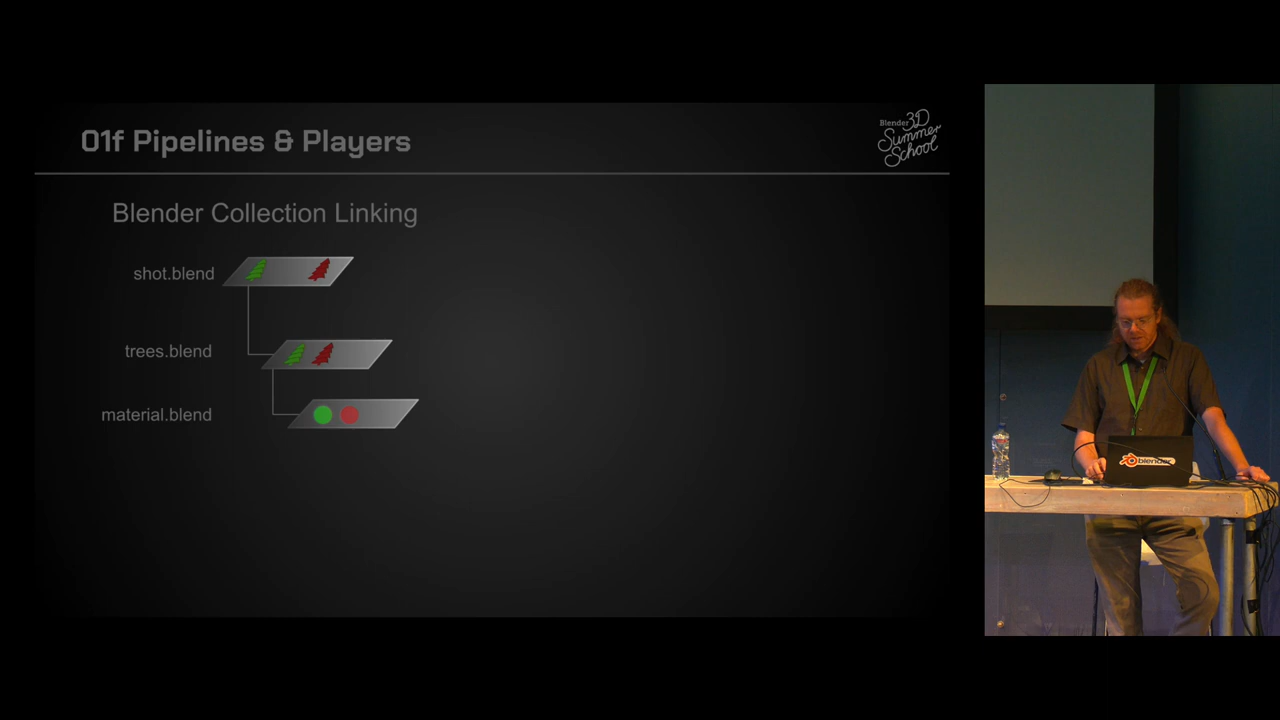 01f Pipelines & Players
Blender 3D
Summer
School
Blender Collection Linking
shot.blend
trees.blend
material.blend
blender